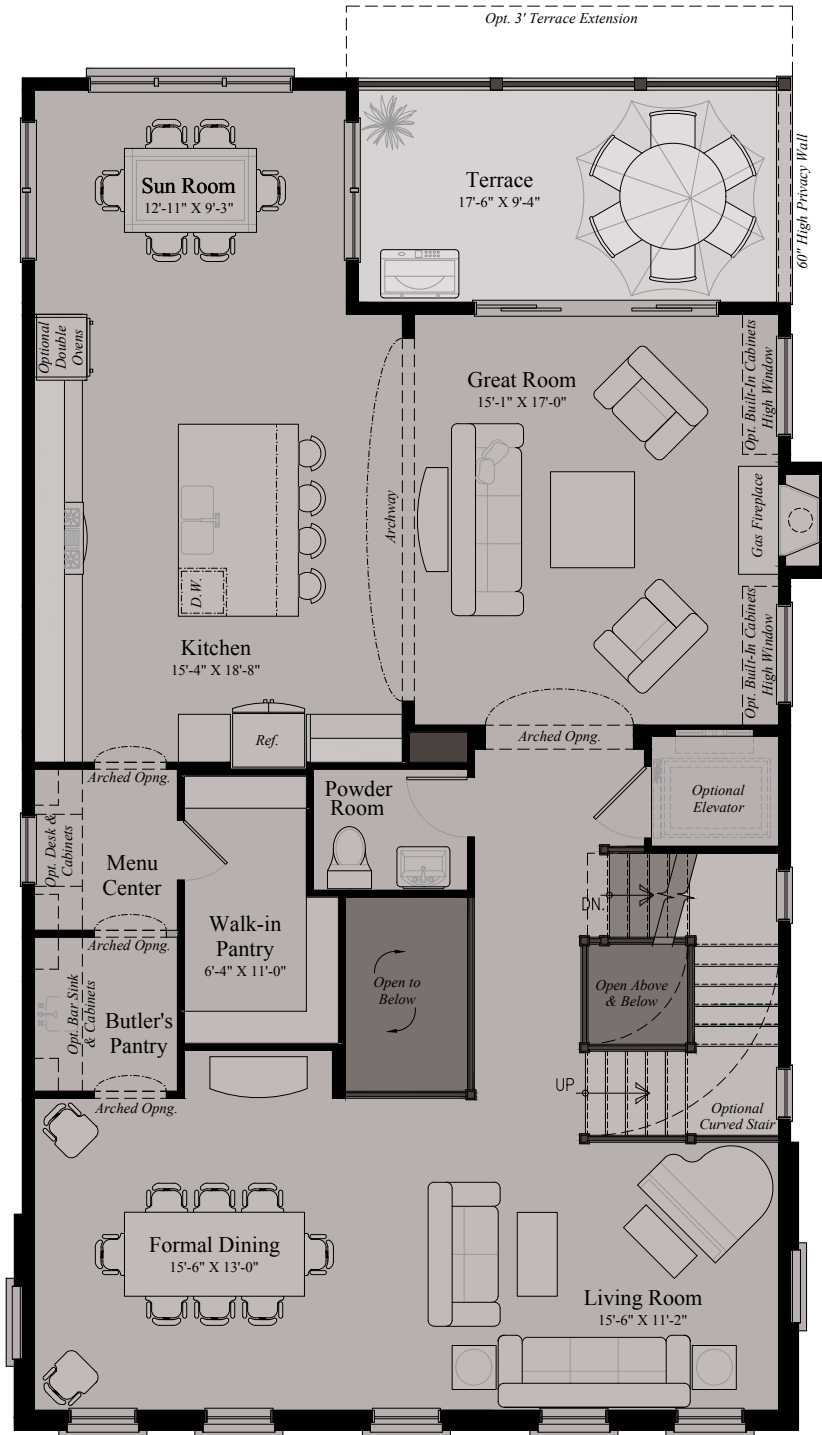 Opt. 3' Terrace Extension
60" High Privacy Wall
Sun Room
12'-11" X 9'-3"
Terrace
17'-6" X 9'-4"
Optional
Double
Ovens
Great Room
15'-1" X 17'-0"
Opt. Built-In Cabinets
High Window
Archway
Gas Fireplace
D.W.
Opt. Built-In Cabinets
High Window
Kitchen
15'-4" X 18'-8"
Ref.
Arched Opng.
Arched Opng.
Powder
Room
Optional
Elevator
Opt. Desk &
Cabinets
Menu
Center
DN.
Walk-in
Pantry
6'-4" X 11'-0"
Arched Opng.
Open to
Below
Open Above
& Below
Opt. Bar Sink
& Cabinets
Butler's
Pantry
UP
Arched Opng.
Optional
Curved Stair
Formal Dining
15'-6" X 13'-0"
Living Room
15'-6" X 11'-2"